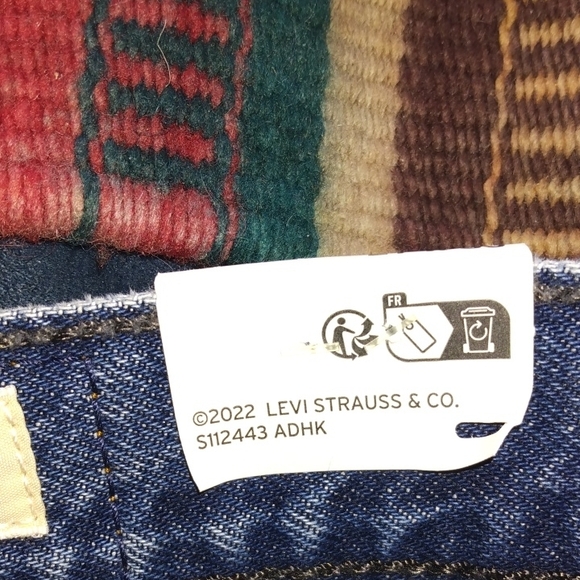 FR
©2022 LEVI STRAUSS & CO.
S112443 ADHK